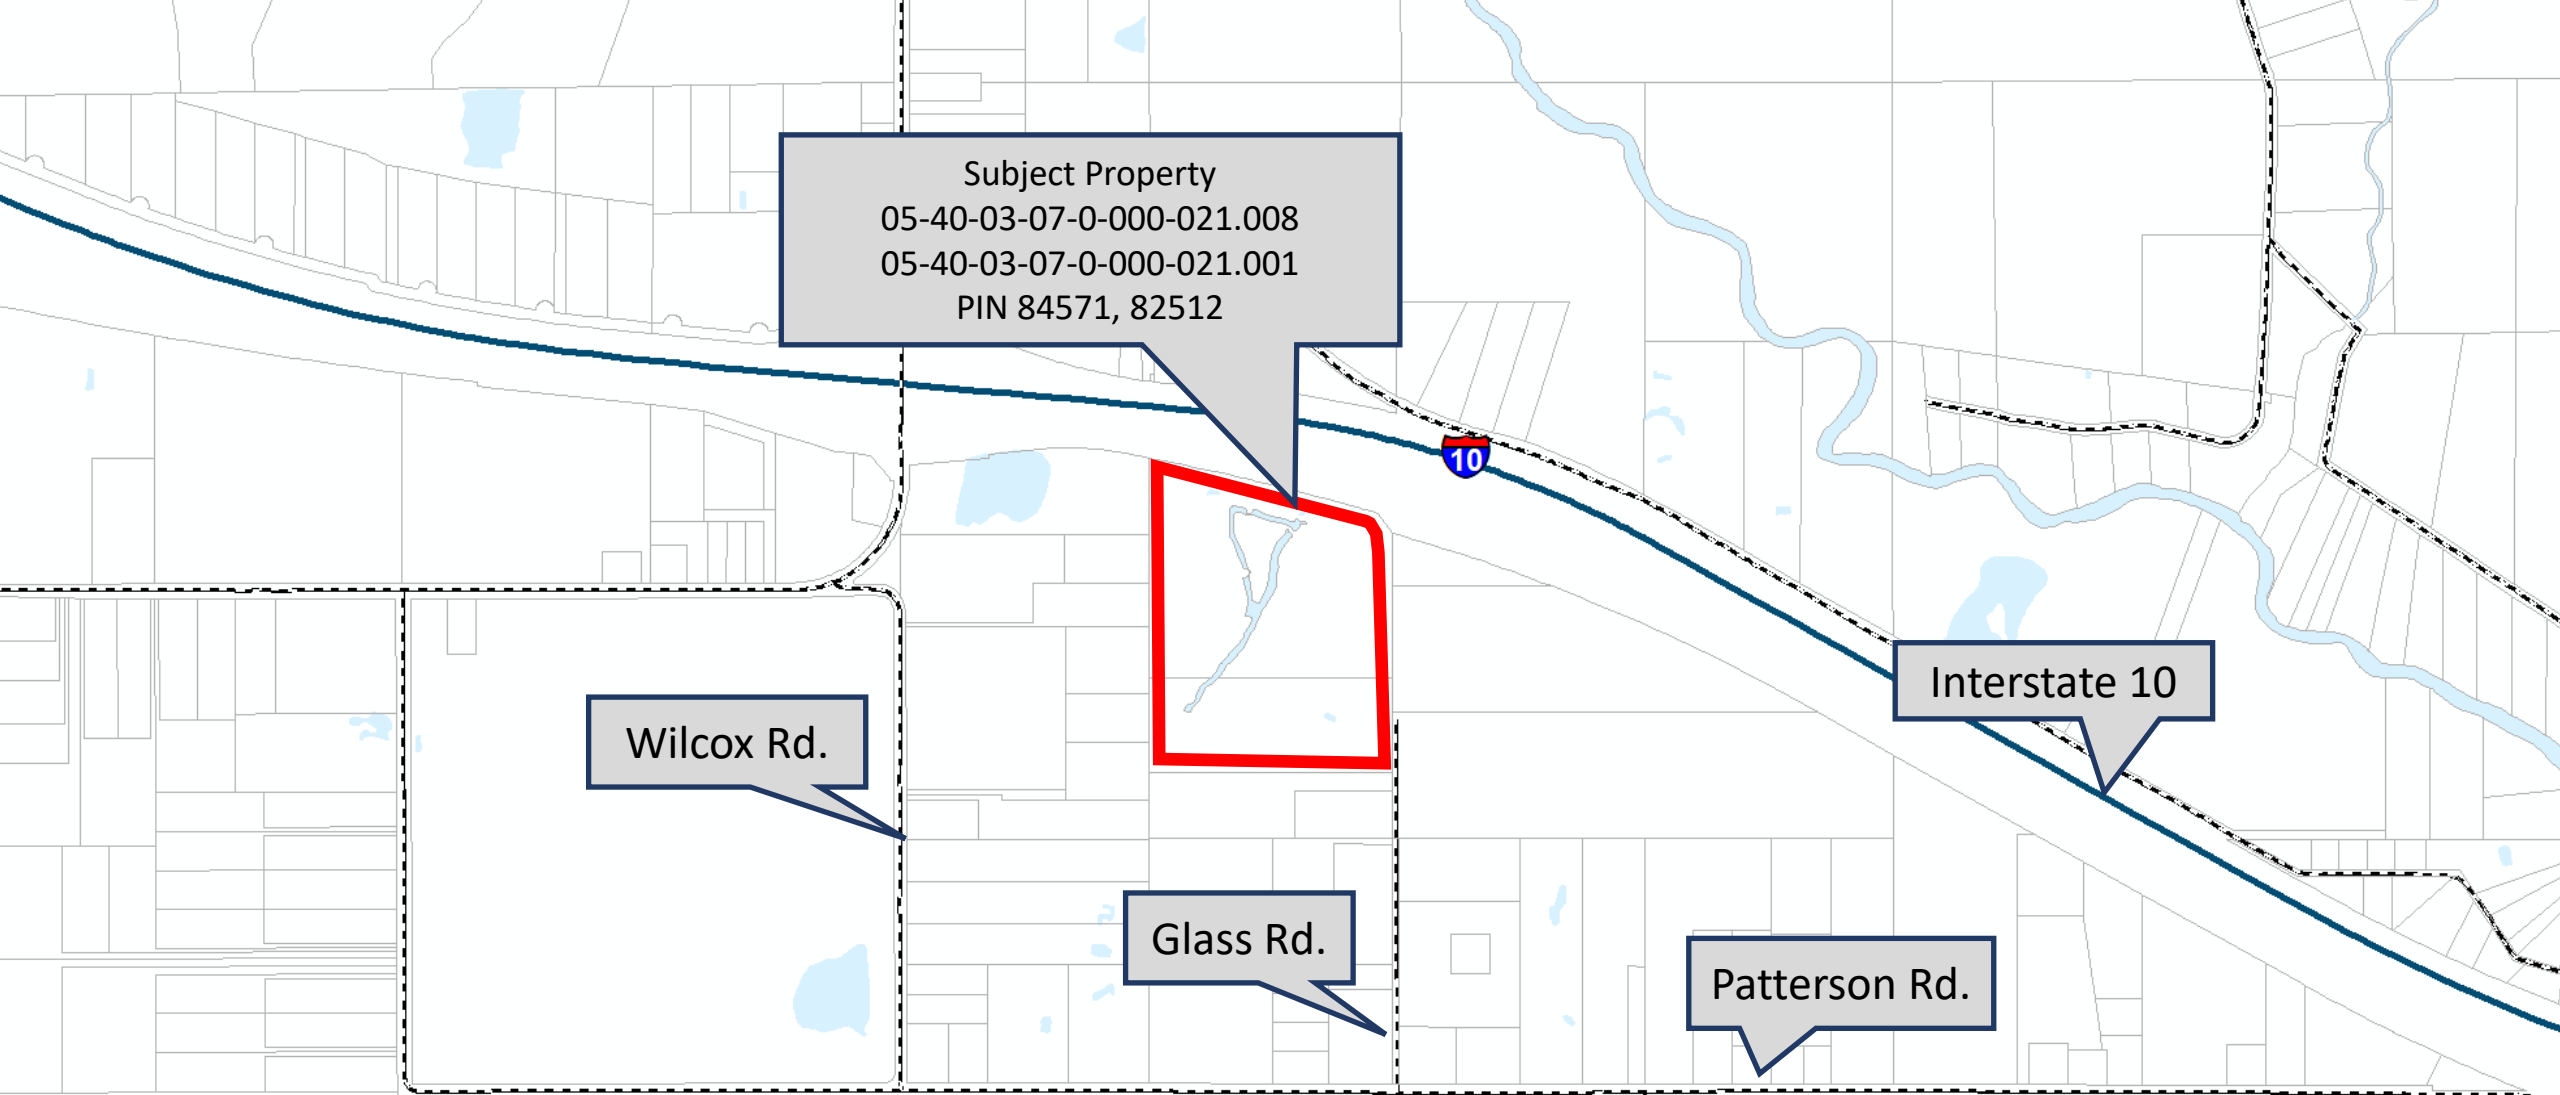 Subject Property
05-40-03-07-0-000-021.008
05-40-03-07-0-000-021.001
PIN 84571, 82512
10
Interstate 10
Wilcox Rd.
Glass Rd.
Patterson Rd.